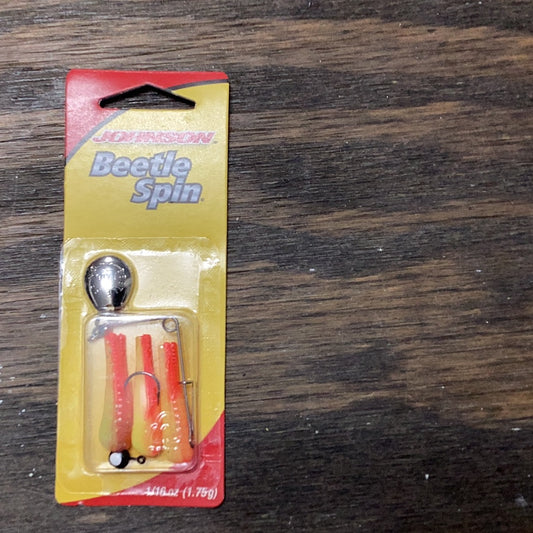 JOHNSON
Beetle
Spin
1/16 oz (1.75g)